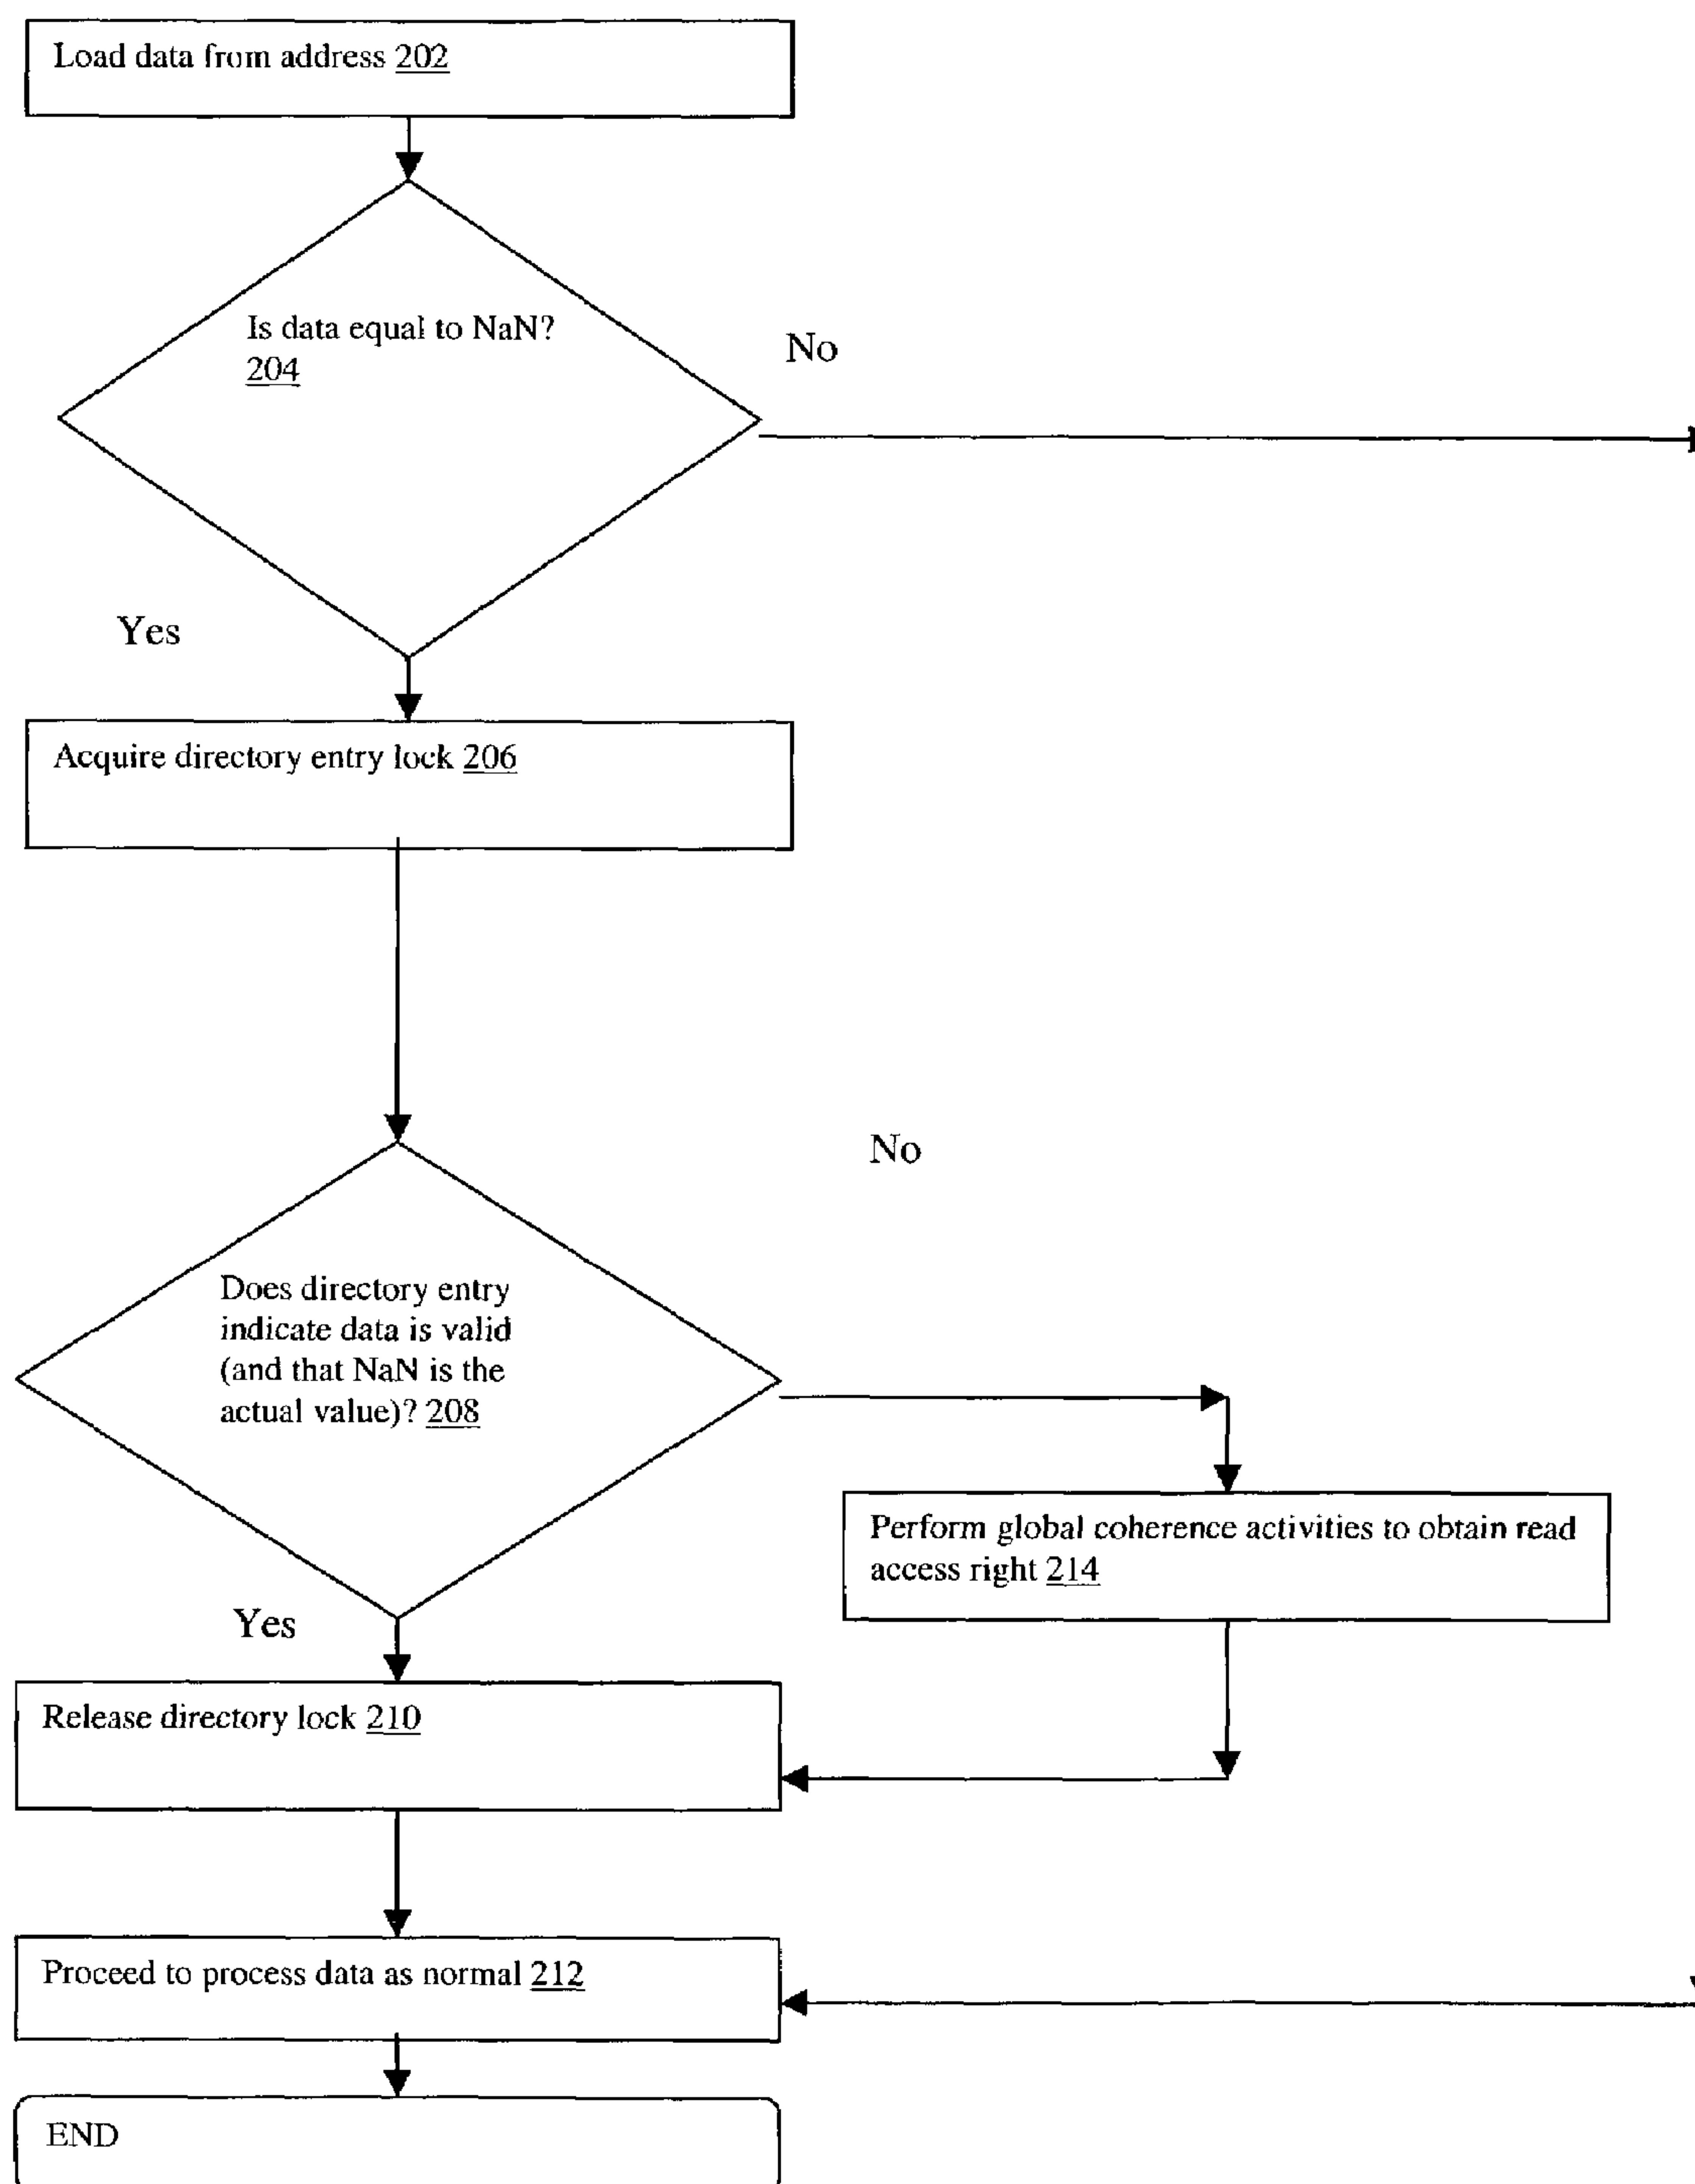 Load data from address 202
Is data equal to NaN?
204
No
Yes
Acquire directory entry lock 206
No
Does directory entry
indicate data is valid
(and that NaN is the
actual value)? 208
Perform global coherence activities to obtain read
access right 214
Yes
Release directory lock 210
Proceed to process data as normal 212
END